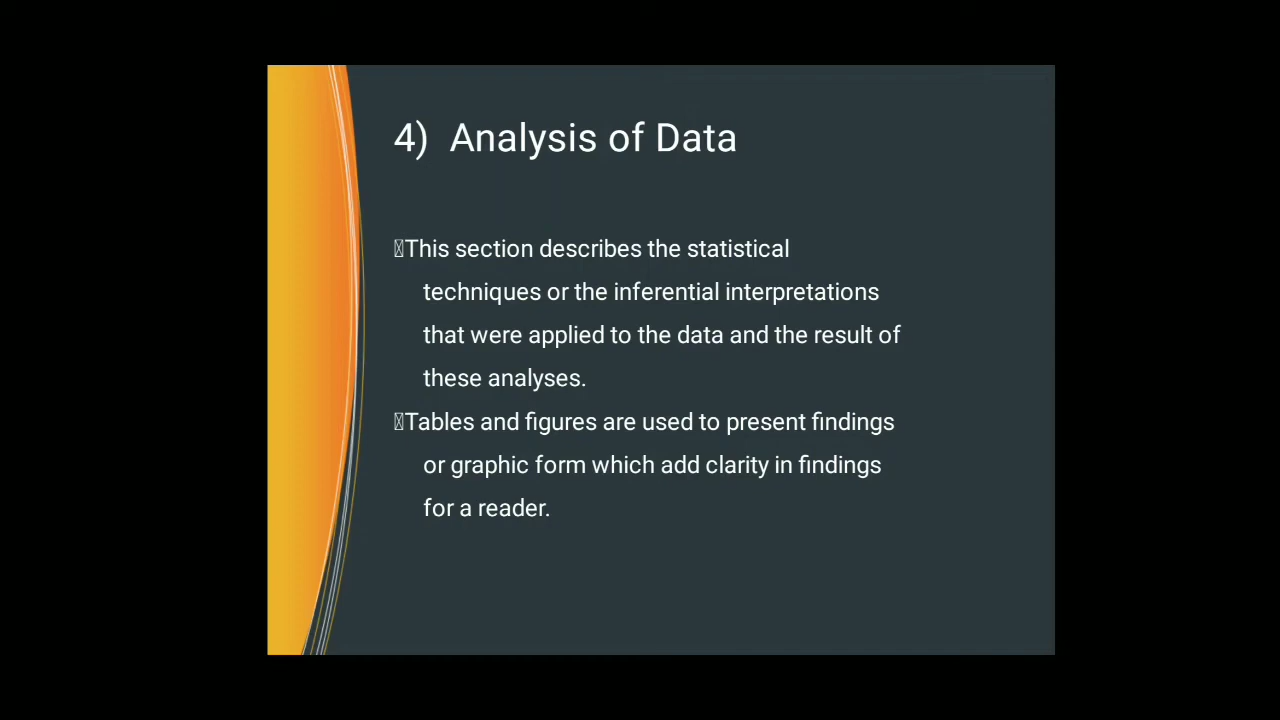 4) Analysis of Data
This section describes the statistical
techniques or the inferential interpretations
that were applied to the data and the result of
these analyses.
Tables and figures are used to present findings
or graphic form which add clarity in findings
for a reader.